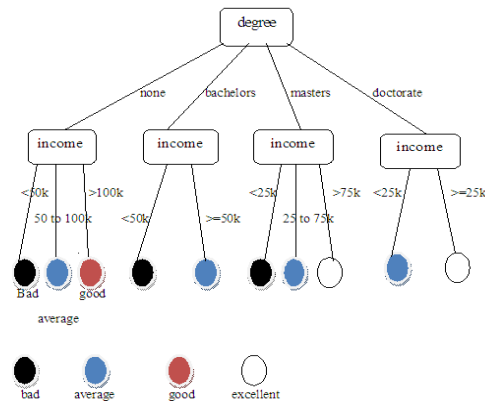 degree
none bachelors masters doctorate
income income income income
<50k >100k <25k >75k <25k >=25k
50 to 100k <50k >=50k 25 to 75k
Bad good
average
bad average good excellent